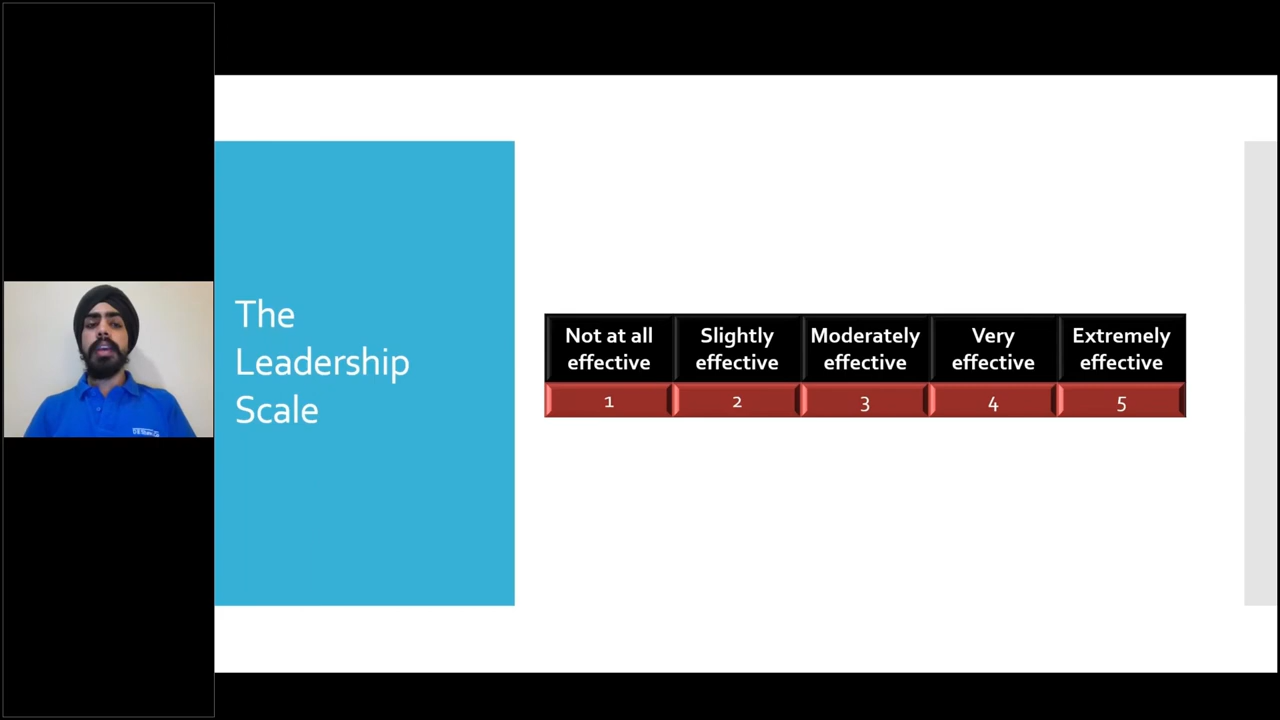 The
Leadership
Scale
Not at all
effective
Slightly
effective
Moderately
effective
Very
effective
Extremely
effective
1 2 3 4 5